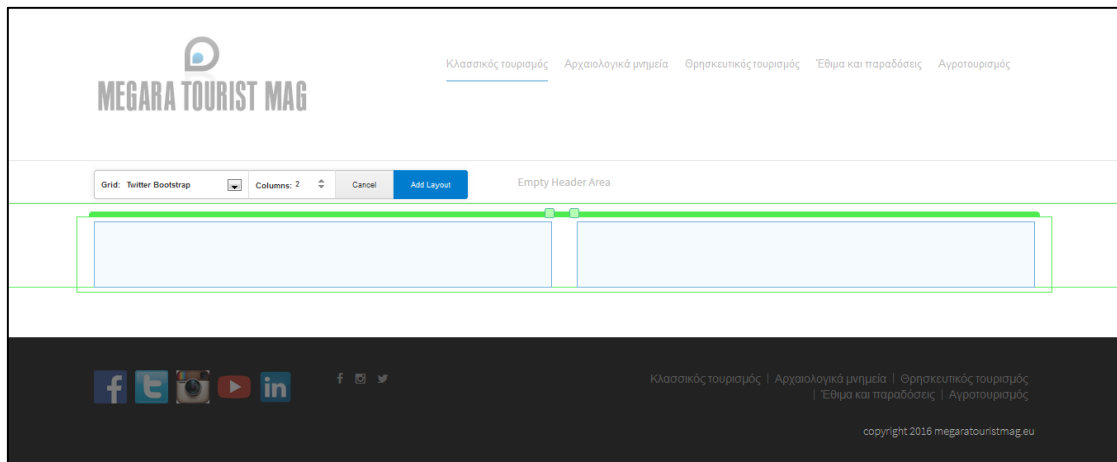 MEGARA TOURIST MAG
Κλασσικός τουρισμός Αρχαιολογικά μνημεία Θρησκευτικός τουρισμός Έθιμα και παραδόσεις Αγροτουρισμός
Grid: Twitter Bootstrap Columns: 2 Cancel Add Layout Empty Header Area
Κλασσικός τουρισμός | Αρχαιολογικά μνημεία | Θρησκευτικός τουρισμός
| Έθιμα και παραδόσεις | Αγροτουρισμός
copyright 2016 megaratouristmag.eu